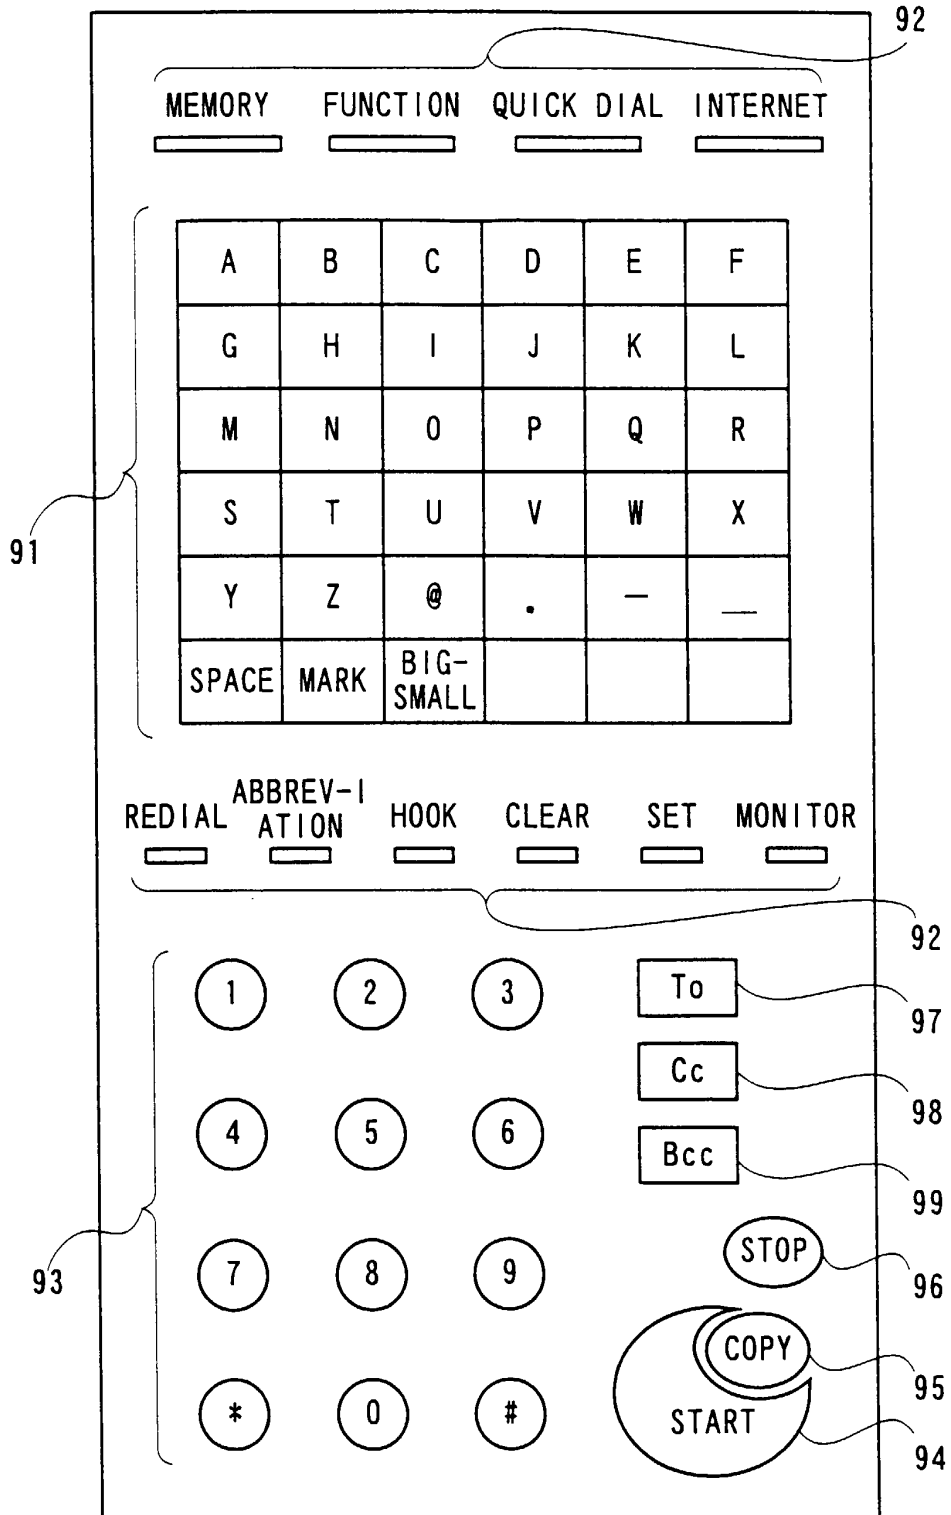 92
MEMORY FUNCTION QUICK DIAL INTERNET
A B C D E F
G H I J K L
M N O P Q R
S T U V W X
91
Y Z @ . — __
SPACE MARK BIG-
SMALL
REDIAL ABBREV-I
ATION HOOK CLEAR SET MONITOR
92
1 2 3 To
97
Cc
98
4 5 6 Bcc
99
STOP
7 8 9 96
93
COPY
95
* 0 # START
94